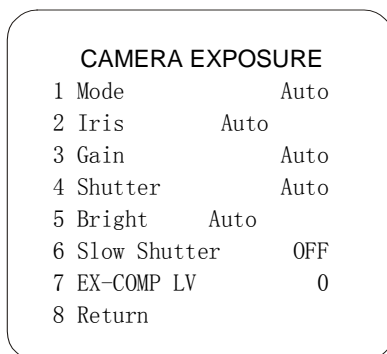 CAMERA EXPOSURE
1 Mode Auto
2 Iris Auto
3 Gain Auto
4 Shutter Auto
5 Bright Auto
6 Slow Shutter OFF
7 EX-COMP LV 0
8 Return